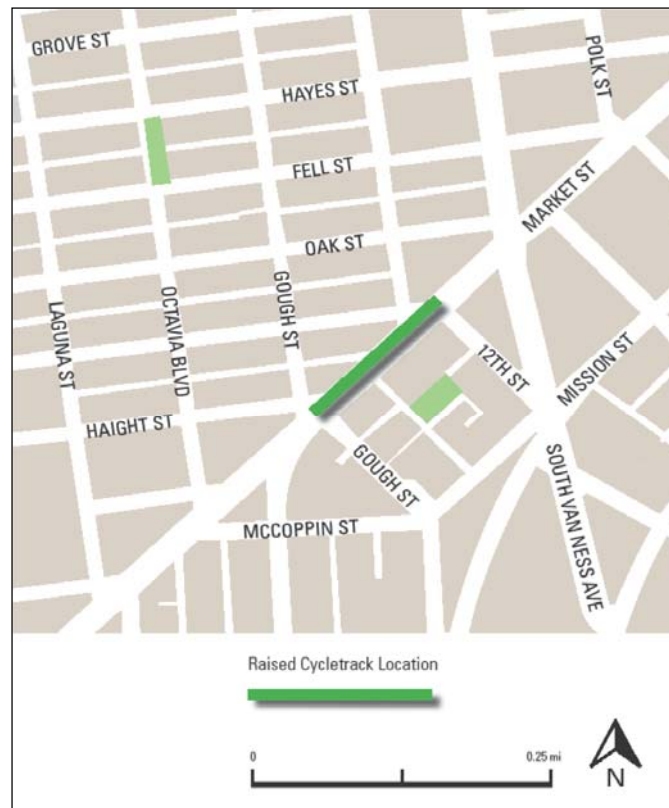 GROVE ST
POLK ST
HAYES ST
FELL ST
MARKET ST
OAK ST
LAGUNA ST
OCTAVIA BLVD
GOUGH ST
12TH ST
MISSION ST
HAIGHT ST
GOUGH ST
SOUTH VAN NESS AVE
MCCOPPIN ST
Raised Cycletrack Location
0
0.25 mi
N